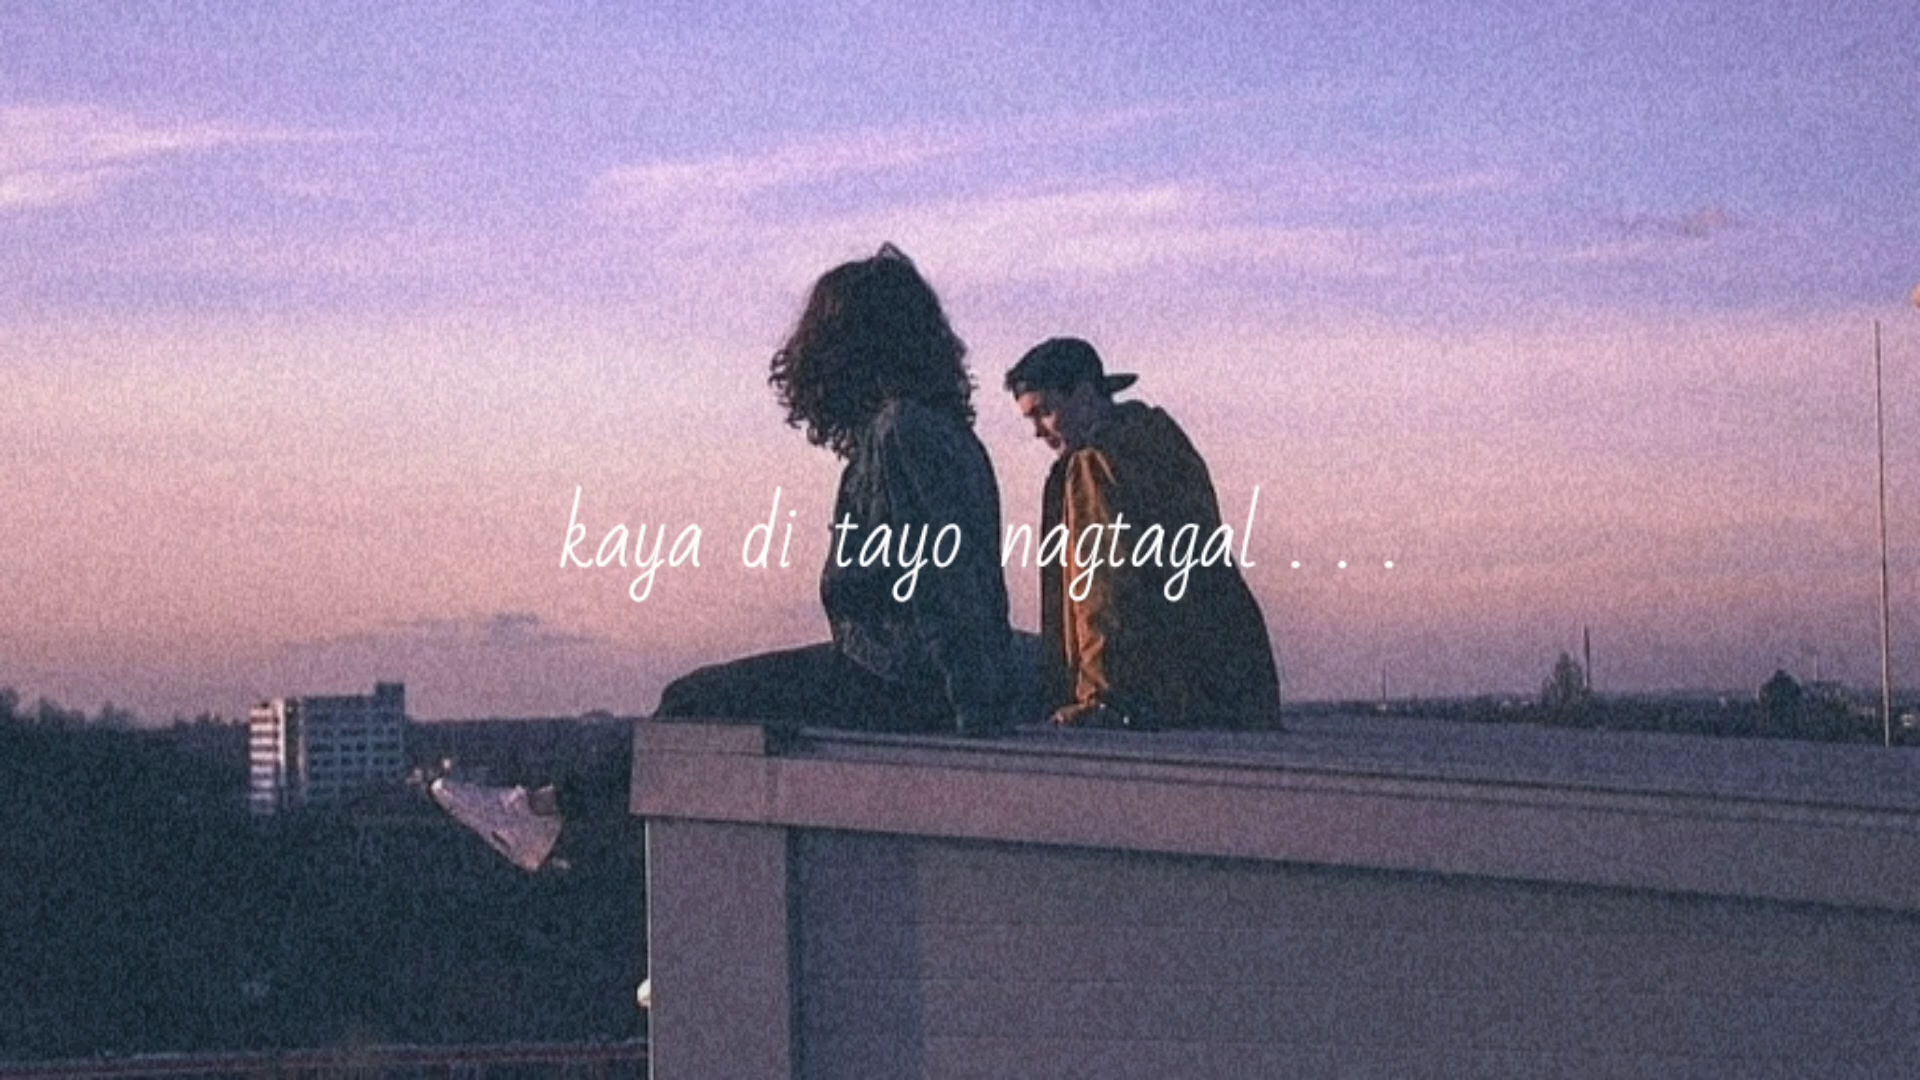 kaya di tayo nagtagal . . .